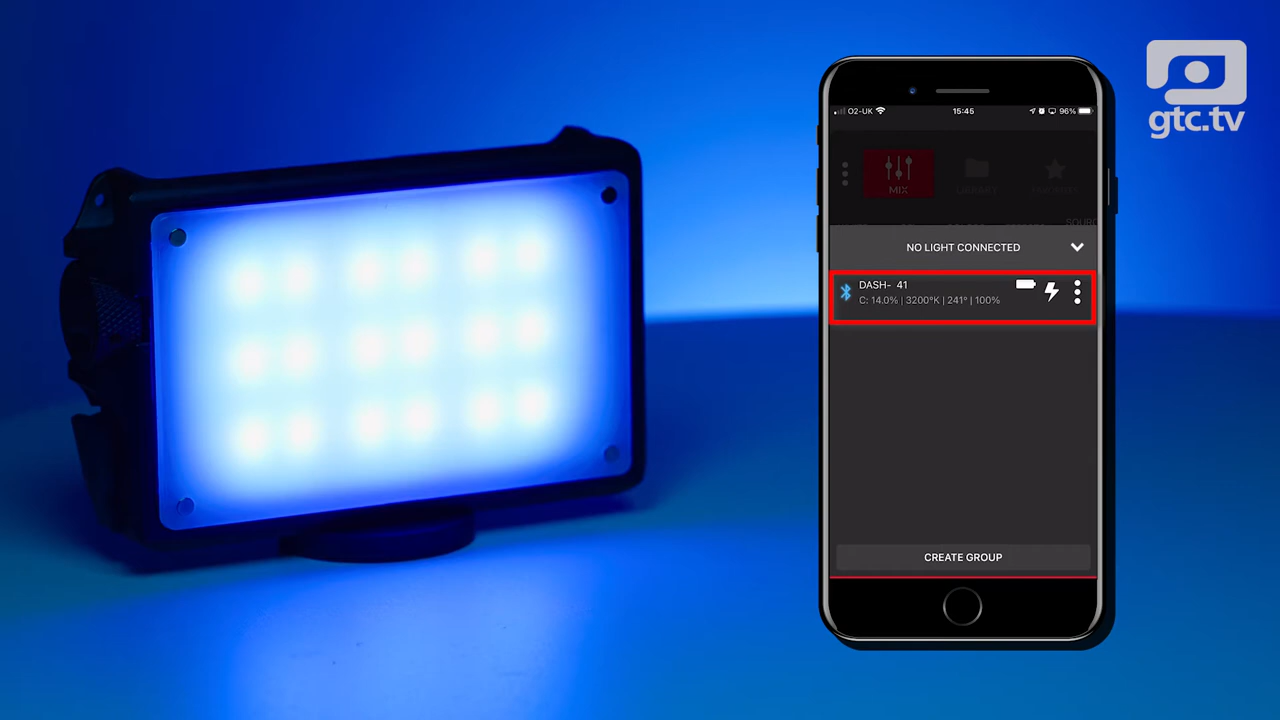 gtc.tv
O2-UK 15:45 96%
MIX LIBRARY
NO LIGHT CONNECTED
DASH- 41
C: 14.0% | 3200°K | 241° | 100%
CREATE GROUP